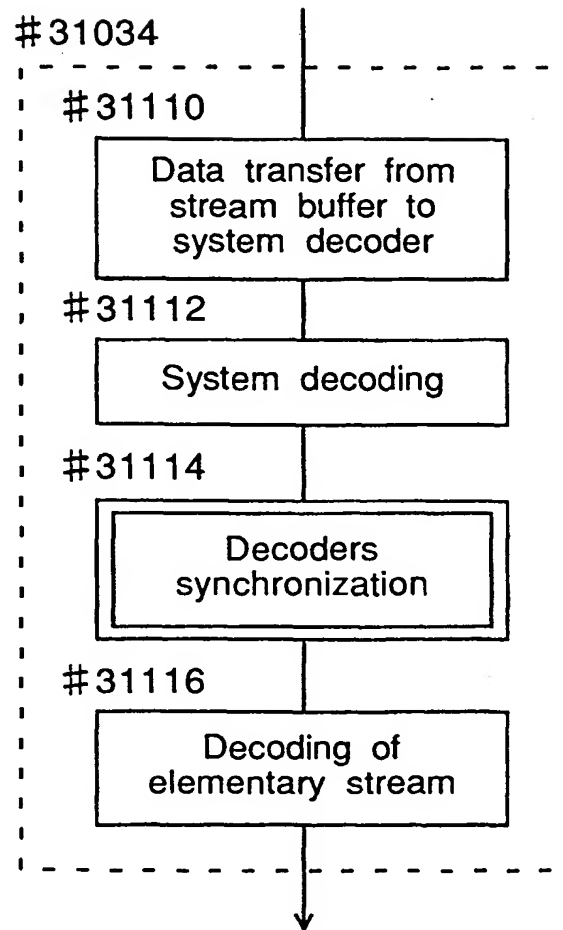 #31034
#31110
Data transfer from
stream buffer to
system decoder
#31112
System decoding
#31114
Decoders
synchronization
#31116
Decoding of
elementary stream